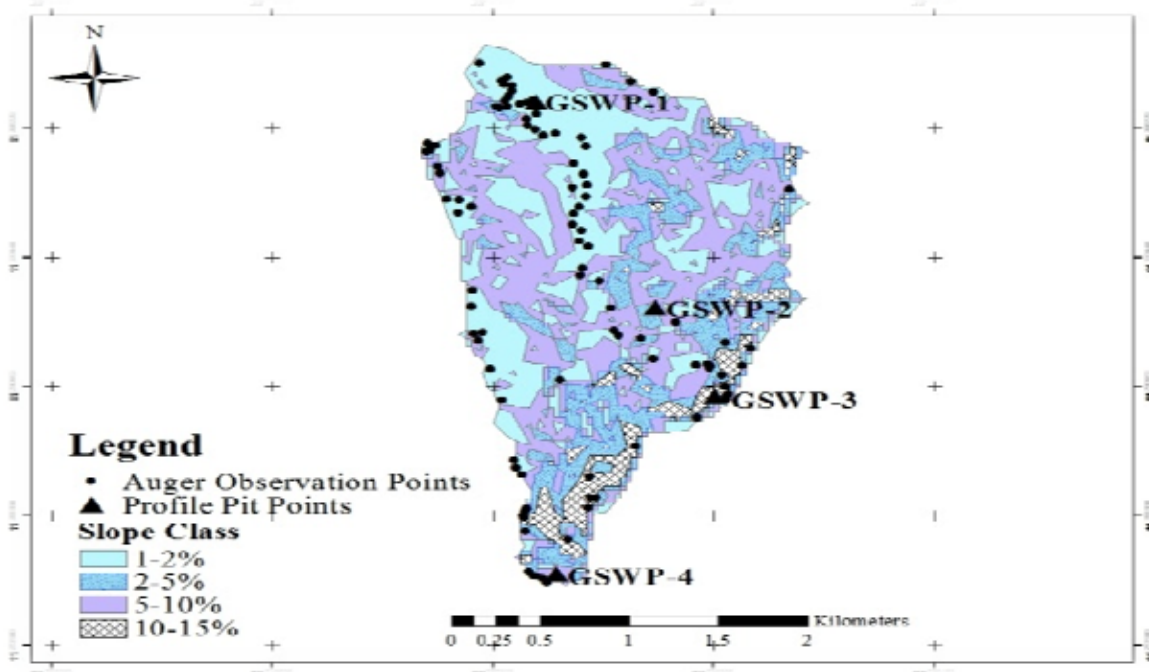 N
GSWP-1
GSWP-2
GSWP-3
GSWP-4
Legend
Auger Observation Points
Profile Pit Points
Slope Class
1-2%
2-5%
5-10%
10-15%
Kilometers
0 0.25 0.5 1 1.5 2